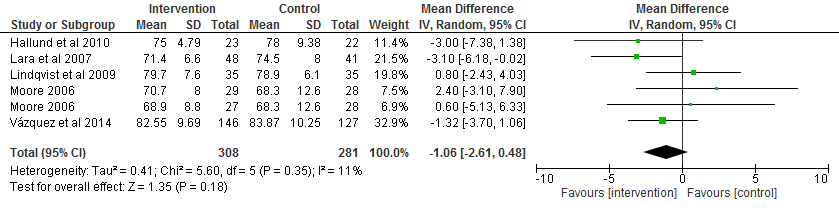 Intervention Control Mean Difference Mean Difference
Study or Subgroup Mean SD Total Mean SD Total Weight IV, Random, 95% CI IV, Random, 95% CI
Hallund et al 2010 75 4.79 23 78 9.38 22 11.4% -3.00 [-7.38, 1.38]
Lara et al 2007 71.4 6.6 48 74.5 8 41 21.2% -3.10 [-6.18, -0.02]
Lindqvist et al 2009 79.7 7.6 35 78.9 6.1 35 19.8% 0.80 [-2.43, 4.03]
Moore 2006 70.7 8 29 68.3 12.6 28 7.4% 2.40 [-3.10, 7.90]
Moore 2006 68.9 8.8 27 68.3 12.6 28 6.9% 0.60 [-5.13, 6.33]
Vázquez et al 2014 82.55 9.69 146 83.87 10.25 127 32.9% -1.32 [-3.70, 1.06]
Total (95% CI) 308 281 100.0% -1.06 [-2.61, 0.48]
Heterogeneity: Tau² = 0.41; Chi² = 5.60, df = 5 (P = 0.35); I² = 11%
Test for overall effect: Z = 1.35 (P = 0.18)
-10 -5 0 5 10
Favours [intervention] Favours [control]